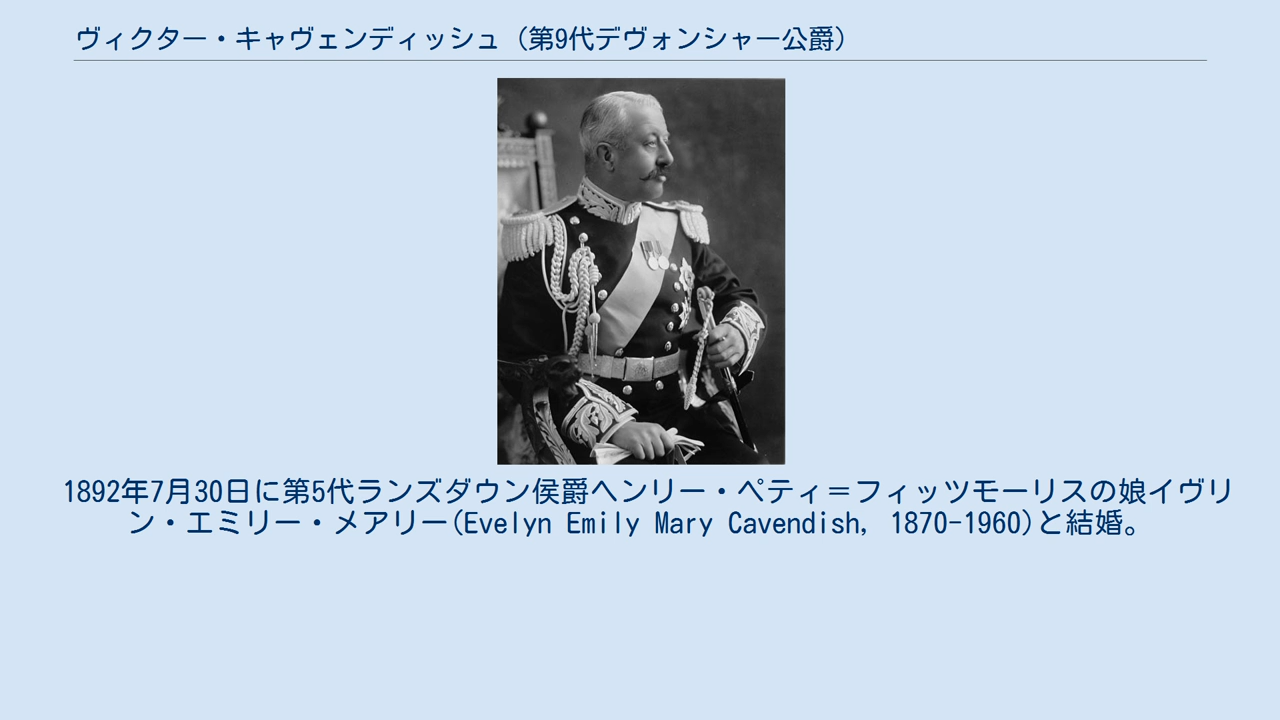 ヴィクター・キャヴェンディッシュ（第9代デヴォンシャー公爵）
1892年7月30日に第5代ランズダウン侯爵ヘンリー・ペティ＝フィッツモーリスの娘イヴリ
ン・エミリー・メアリー(Evelyn Emily Mary Cavendish, 1870-1960)と結婚。